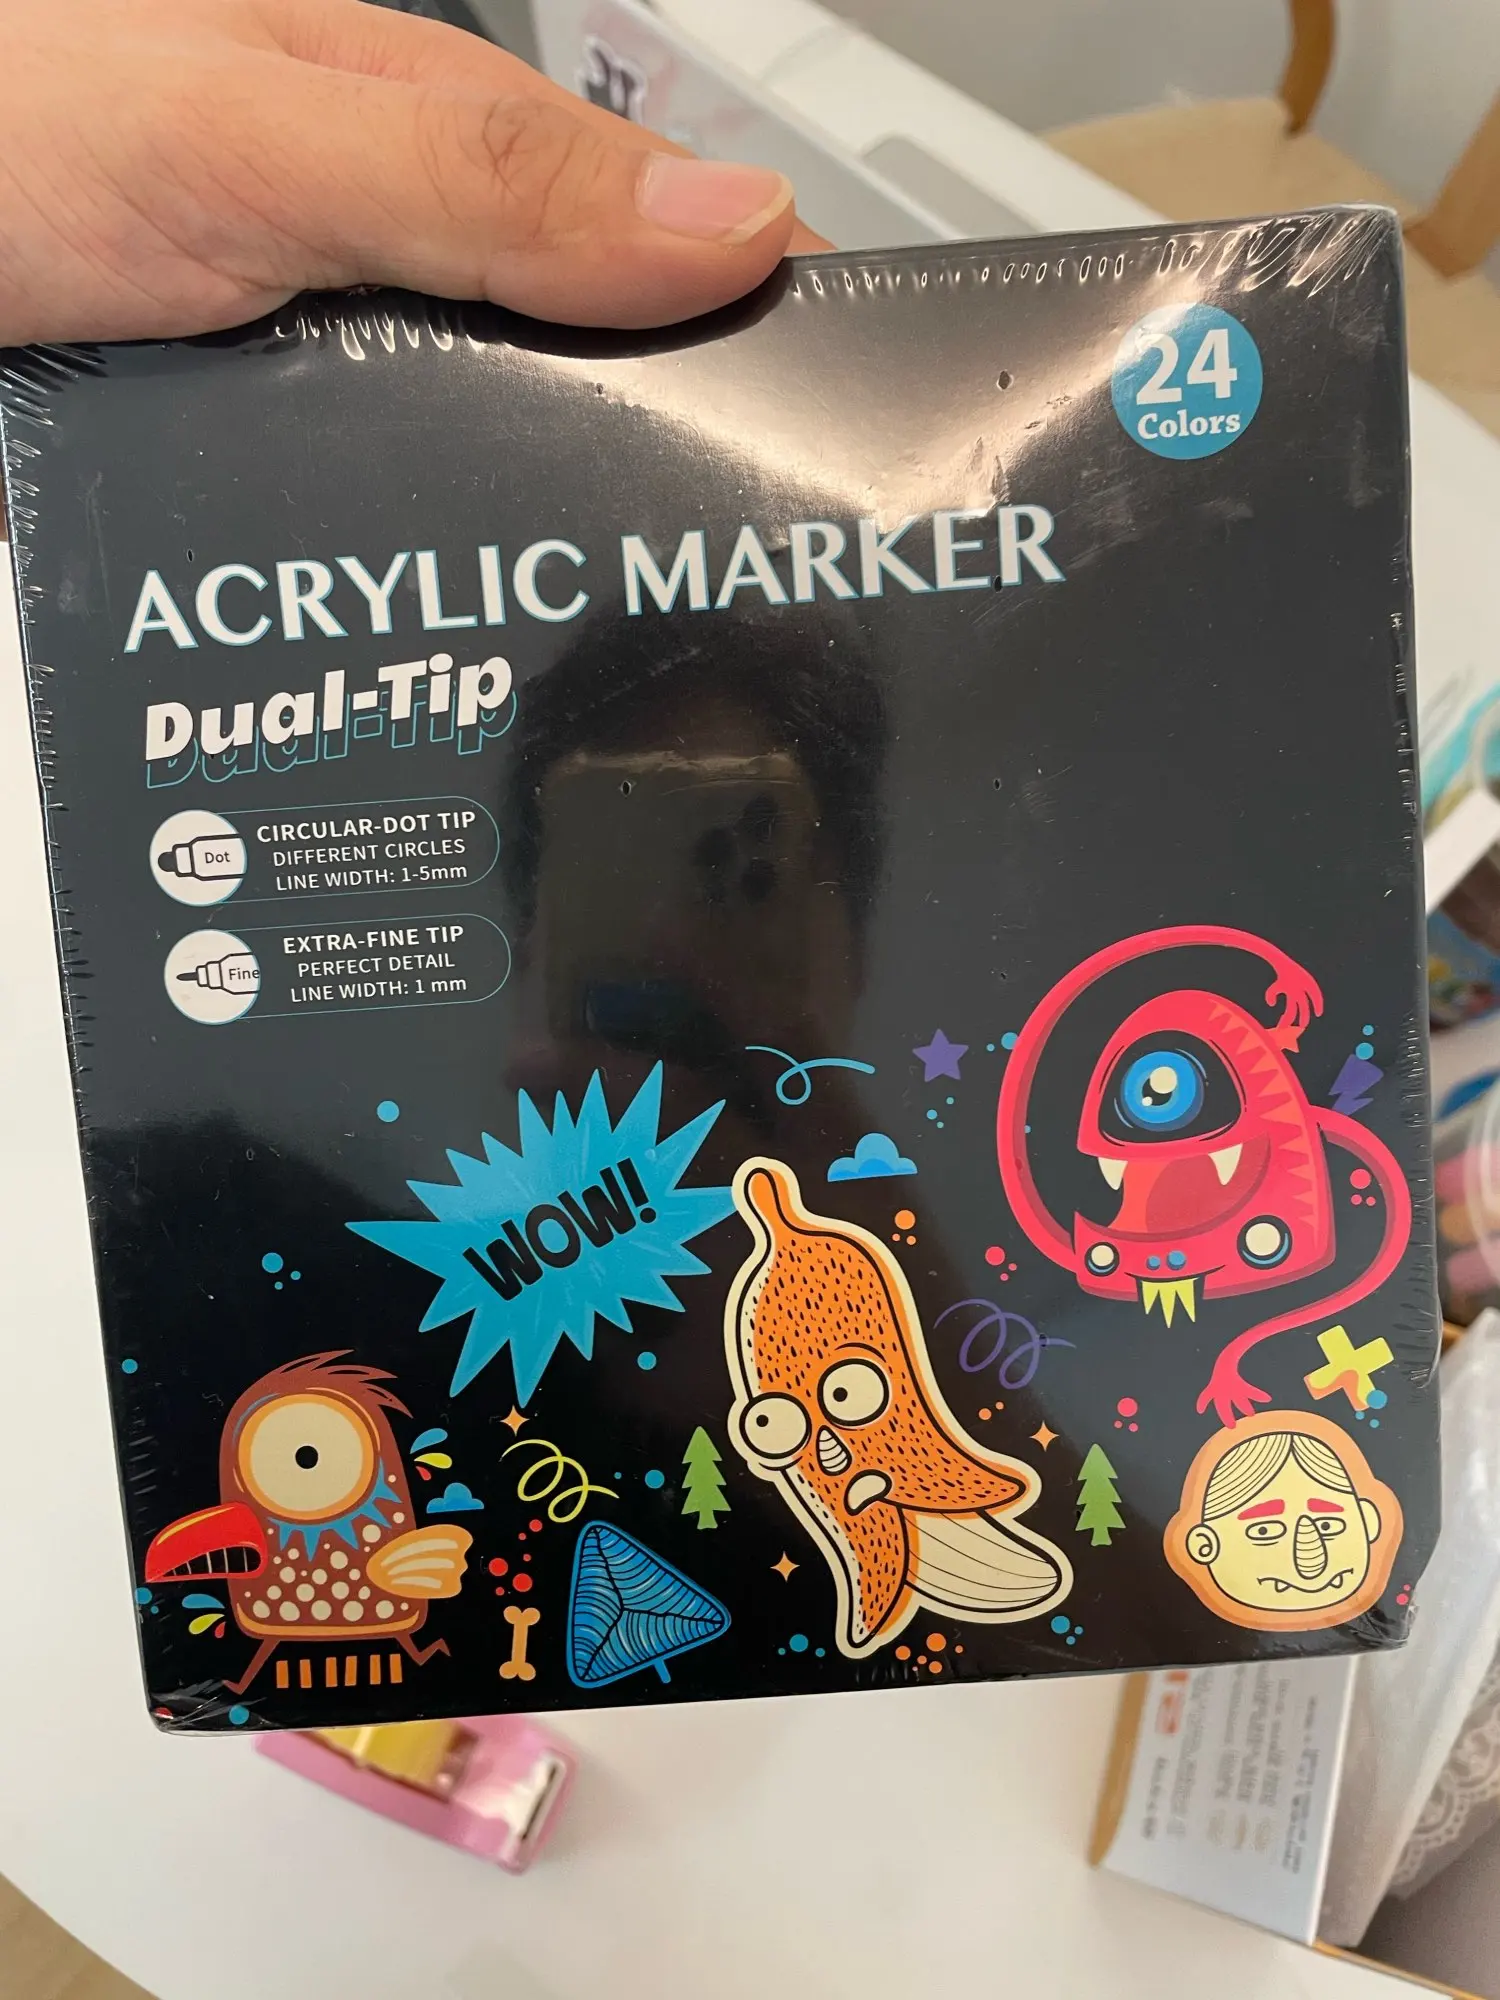 24
Colors
ACRYLIC MARKER
Dual-Tip
Dot
CIRCULAR-DOT TIP
DIFFERENT CIRCLES
LINE WIDTH: 1-5mm
Fine
EXTRA-FINE TIP
PERFECT DETAIL
LINE WIDTH: 1 mm
WOW!